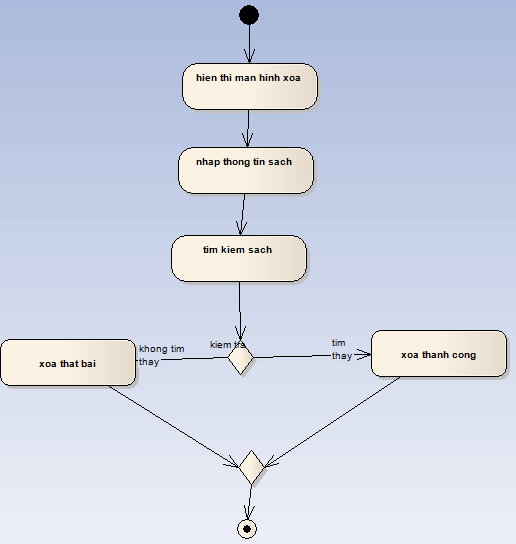 hien thi man hinh xoa
nhap thong tin sach
tim kiem sach
kiem tra
khong tim
thay
tim
thay
xoa that bai
xoa thanh cong